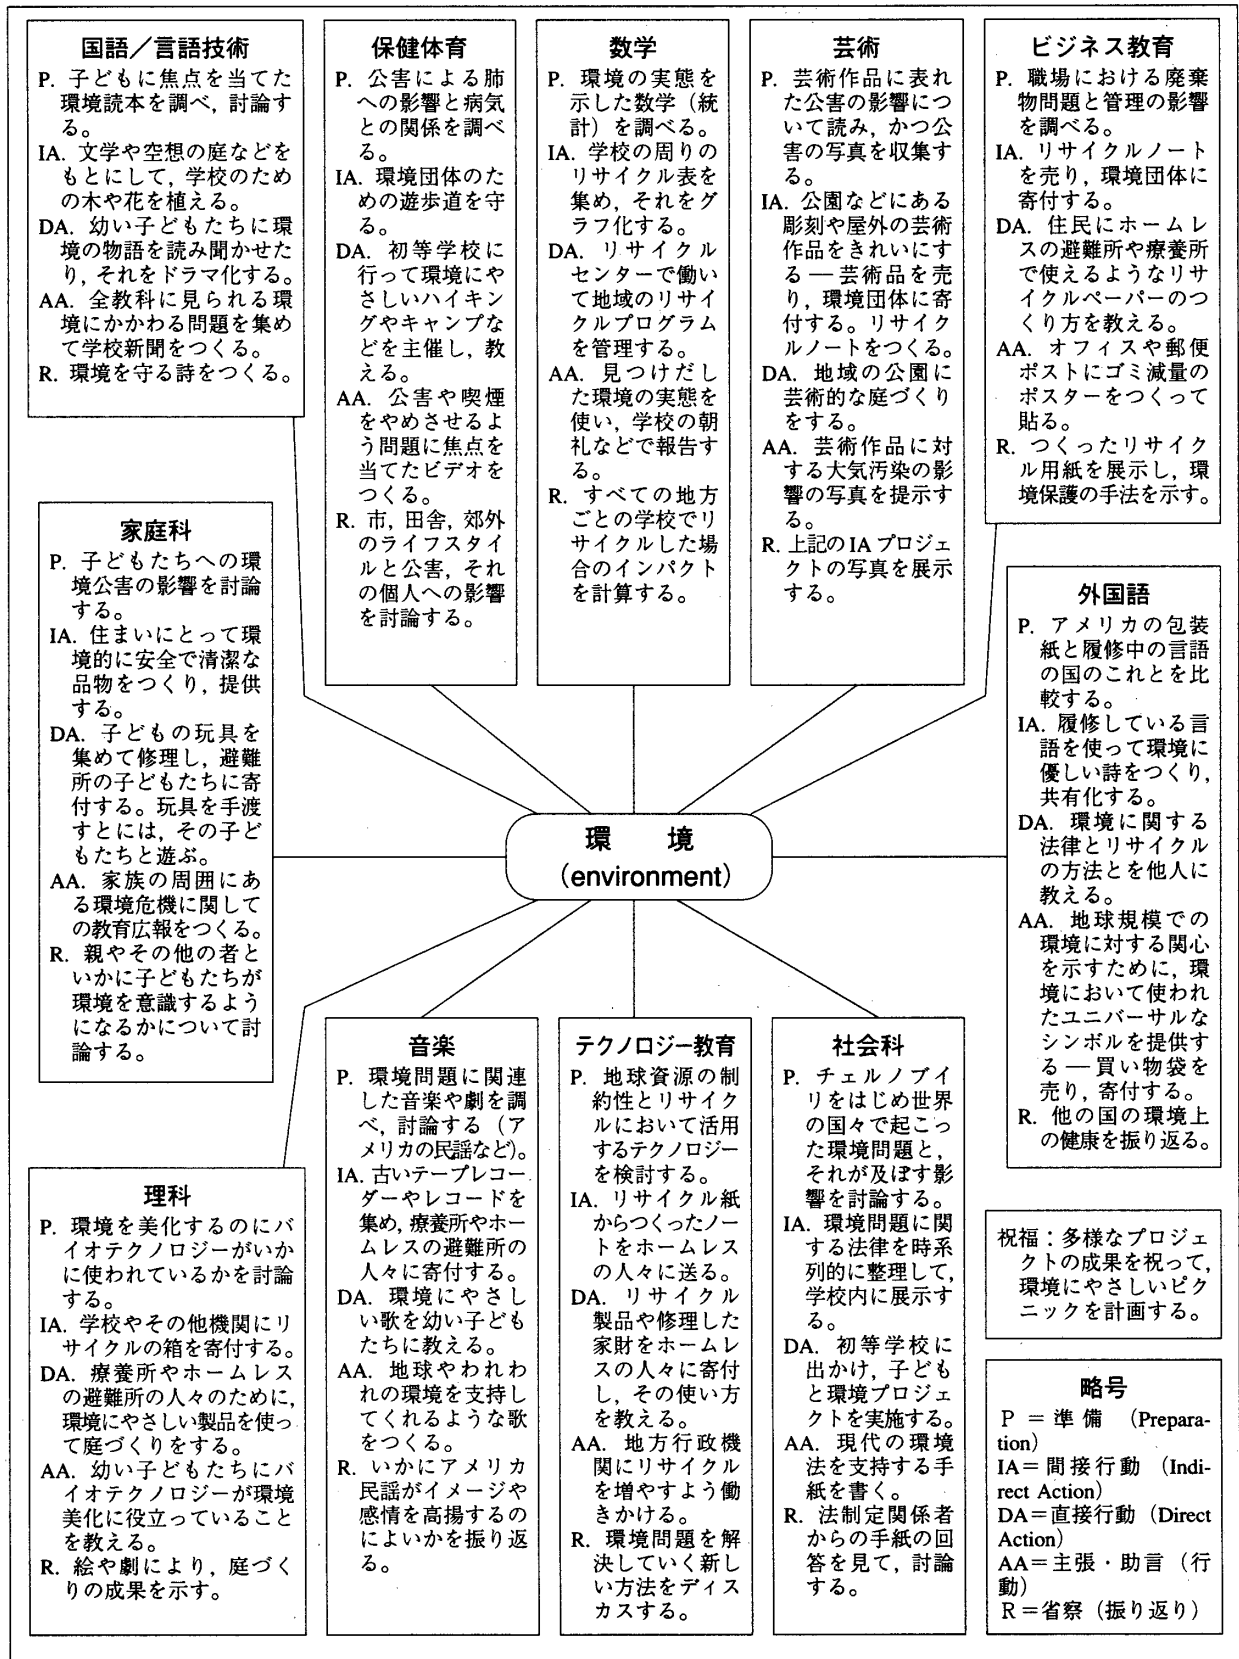 国語/言語技術
P. 子どもに焦点を当てた
環境読本を調べ,討論す
る。
IA. 文学や空想の庭などを
もとにして,学校のため
の木や花を植える。
DA. 幼い子どもたちに環
境の物語を読み聞かせた
り,それをドラマ化する。
AA. 全教科に見られる環
境にかかわる問題を集め
て学校新聞をつくる。
R. 環境を守る詩をつくる。
保健体育
P. 公害による肺
への影響と病気
との関係を調べ
る。
IA. 環境団体のた
めの遊歩道を守
る。
DA. 初等学校に
行って環境にや
さしいハイキン
グやキャンプな
どを主催し,教
える。
AA. 公害や喫煙
をやめさせるよ
う問題に焦点を
当てたビデオを
つくる。
R. 市,田舎,郊外
のライフスタイ
ルと公害,それ
の個人への影響
を討論する。
数学
P. 環境の実態を
示した数学(統
計)を調べる。
IA. 学校の周りの
リサイクル表を
集め,それをグ
ラフ化する。
DA. リサイクル
センターで働い
て地域のリサイ
クルプログラム
を管理する。
AA. 見つけだし
た環境の実態を
使い,学校の朝
礼などで報告す
る。
R. すべての地方
ごとの学校でリ
サイクルした場
合のインパクト
を計算する。
芸術
P. 芸術作品に表れ
た公害の影響につ
いて読み,かつ公
害の写真を収集す
る。
IA. 公園などにある
彫刻や屋外の芸術
作品をきれいにす
る―芸術品を売
り,環境団体に寄
付する。リサイク
ルノートをつくる。
DA. 地域の公園に
芸術的な庭づくり
をする。
AA. 芸術作品に対
する大気汚染の影
響の写真を提示す
る。
R. 上記のIAプロジェ
クトの写真を展示
する。
ビジネス教育
P. 職場における廃棄
物問題と管理の影響
を調べる。
IA. リサイクルノート
を売り,環境団体に
寄付する。
DA. 住民にホームレ
スの避難所や療養所
で使えるようなリサ
イクルペーパーのつ
くり方を教える。
AA. オフィスや郵便
ポストにゴミ減量の
ポスターをつくって
貼る。
R. つくったリサイク
ル用紙を展示し,環
境保護の手法を示す。
家庭科
P. 子どもたちへの環
境公害の影響を討論
する。
IA. 住まいにとって環
境的に安全で清潔な
品物をつくり,提供
する。
DA. 子どもの玩具を
集めて修理し,避難
所の子どもたちに寄
付する。玩具を手渡
すとには,その子ど
もたちと遊ぶ。
AA. 家族の周囲にあ
る環境危機に関して
の教育広報をつくる。
R. 親やその他の者と
いかに子どもたちが
環境を意識するよう
になるかについて討
論する。
外国語
P. アメリカの包装
紙と履修中の言語
の国のこれとを比
較する。
IA. 履修している言
語を使って環境に
優しい詩をつくり,
共有化する。
DA. 環境に関する
法律とリサイクル
の方法とを他人に
教える。
AA. 地球規模での
環境に対する関心
を示すために,環
境において使われ
たユニバーサルな
シンボルを提供す
る―買い物袋を
売り,寄付する。
R. 他の国の環境上
の健康を振り返る。
環 境
(environment)
理科
P. 環境を美化するのにバ
イオテクノロジーがいか
に使われているかを討論
する。
IA. 学校やその他機関にリ
サイクルの箱を寄付する。
DA. 療養所やホームレス
の避難所の人々のために,
環境にやさしい製品を使っ
て庭づくりをする。
AA. 幼い子どもたちにバ
イオテクノロジーが環境
美化に役立っていること
を教える。
R. 絵や劇により,庭づく
りの成果を示す。
音楽
P. 環境問題に関連
した音楽や劇を調
べ,討論する(ア
メリカの民謡など)。
IA. 古いテープレコー
ダーやレコードを
集め,療養所やホー
ムレスの避難所の
人々に寄付する。
DA. 環境にやさし
い歌を幼い子ども
たちに教える。
AA. 地球やわれわ
れの環境を支持し
てくれるような歌
をつくる。
R. いかにアメリカ
民謡がイメージや
感情を高揚するの
によいかを振り返
る。
テクノロジー教育
P. 地球資源の制
約性とリサイク
ルにおいて活用
するテクノロジー
を検討する。
IA. リサイクル紙
からつくったノー
トをホームレス
の人々に送る。
DA. リサイクル
製品や修理した
家財をホームレ
スの人々に寄付
し,その使い方
を教える。
AA. 地方行政機
関にリサイクル
を増やすよう働
きかける。
R. 環境問題を解
決していく新し
い方法をディス
カスする。
社会科
P. チェルノブイ
リをはじめ世界
の国々で起こっ
た環境問題と,
それが及ぼす影
響を討論する。
IA. 環境問題に関
する法律を時系
列的に整理して,
学校内に展示す
る。
DA. 初等学校に
出かけ,子ども
と環境プロジェ
クトを実施する。
AA. 現代の環境
法を支持する手
紙を書く。
R. 法制定関係者
からの手紙の回
答を見て,討論
する。
祝福:多様なプロジェ
クトの成果を祝って,
環境にやさしいピク
ニックを計画する。
略号
P=準備 (Prepara-
tion)
IA=間接行動 (Indi-
rect Action)
DA=直接行動 (Direct
Action)
AA=主張・助言(行
動)
R=省察(振り返り)